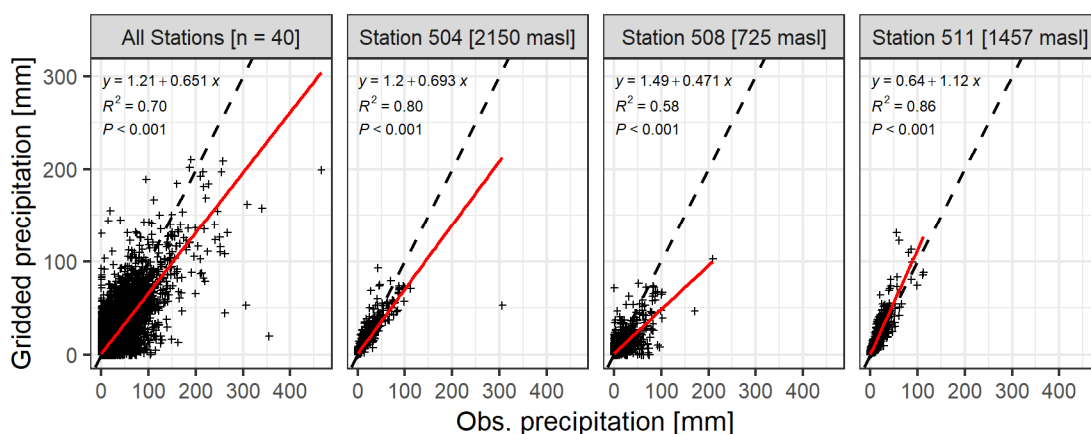 All Stations [n = 40]
Station 504 [2150 masl]
Station 508 [725 masl]
Station 511 [1457 masl]
Gridded precipitation [mm]
300
200
100
0
y = 1.21 + 0.651 x
R² = 0.70
P < 0.001
y = 1.2 + 0.693 x
R² = 0.80
P < 0.001
y = 1.49 + 0.471 x
R² = 0.58
P < 0.001
y = 0.64 + 1.12 x
R² = 0.86
P < 0.001
0 100 200 300 400
0 100 200 300 400
0 100 200 300 400
0 100 200 300 400
Obs. precipitation [mm]